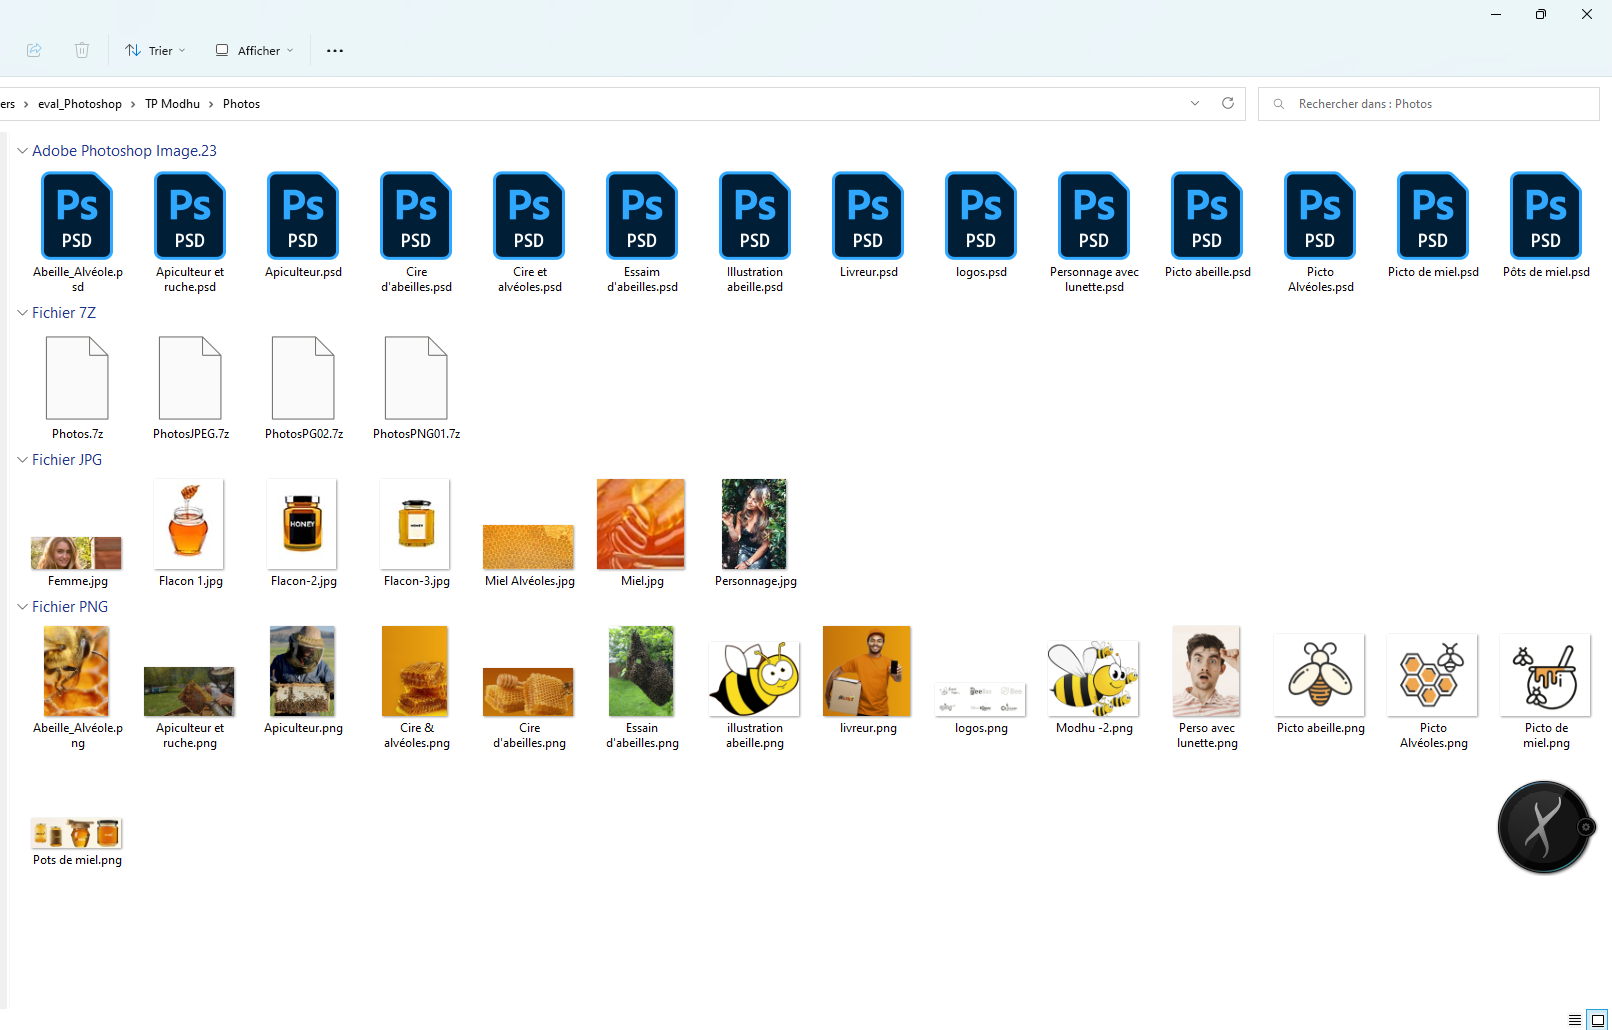 Trier
Afficher
ers > eval_Photoshop > TP Modhu > Photos
Rechercher dans : Photos
Adobe Photoshop Image.23
Ps Ps Ps Ps Ps Ps Ps Ps Ps Ps Ps Ps Ps Ps
PSD PSD PSD PSD PSD PSD PSD PSD PSD PSD PSD PSD PSD PSD
Abeille_Alvéole.p
sd
Apiculteur et
ruche.psd
Apiculteur.psd
Cire
d'abeilles.psd
Cire et
alvéoles.psd
Essaim
d'abeilles.psd
Illustration
abeille.psd
Livreur.psd
logos.psd
Personnage avec
lunette.psd
Picto abeille.psd
Picto
Alvéoles.psd
Picto de miel.psd
Pôts de miel.psd
Fichier 7Z
Photos.7z
PhotosJPEG.7z
PhotosPG02.7z
PhotosPNG01.7z
Fichier JPG
HONEY
Femme.jpg
Flacon 1.jpg
Flacon-2.jpg
Flacon-3.jpg
Miel Alvéoles.jpg
Miel.jpg
Personnage.jpg
Fichier PNG
Abeille_Alvéole.p
ng
Apiculteur et
ruche.png
Apiculteur.png
Cire &
alvéoles.png
Cire
d'abeilles.png
Essain
d'abeilles.png
illustration
abeille.png
livreur.png
logos.png
Modhu -2.png
Perso avec
lunette.png
Picto abeille.png
Picto
Alvéoles.png
Picto de
miel.png
Pots de miel.png